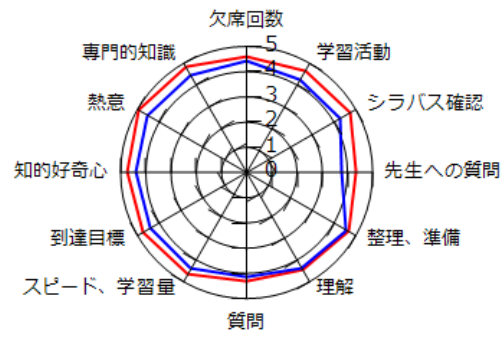 欠席回数
専門的知識
学習活動
熱意
シラバス確認
知的好奇心
先生への質問
到達目標
整理、準備
スピード、学習量
理解
質問
5
4
3
2
1
0